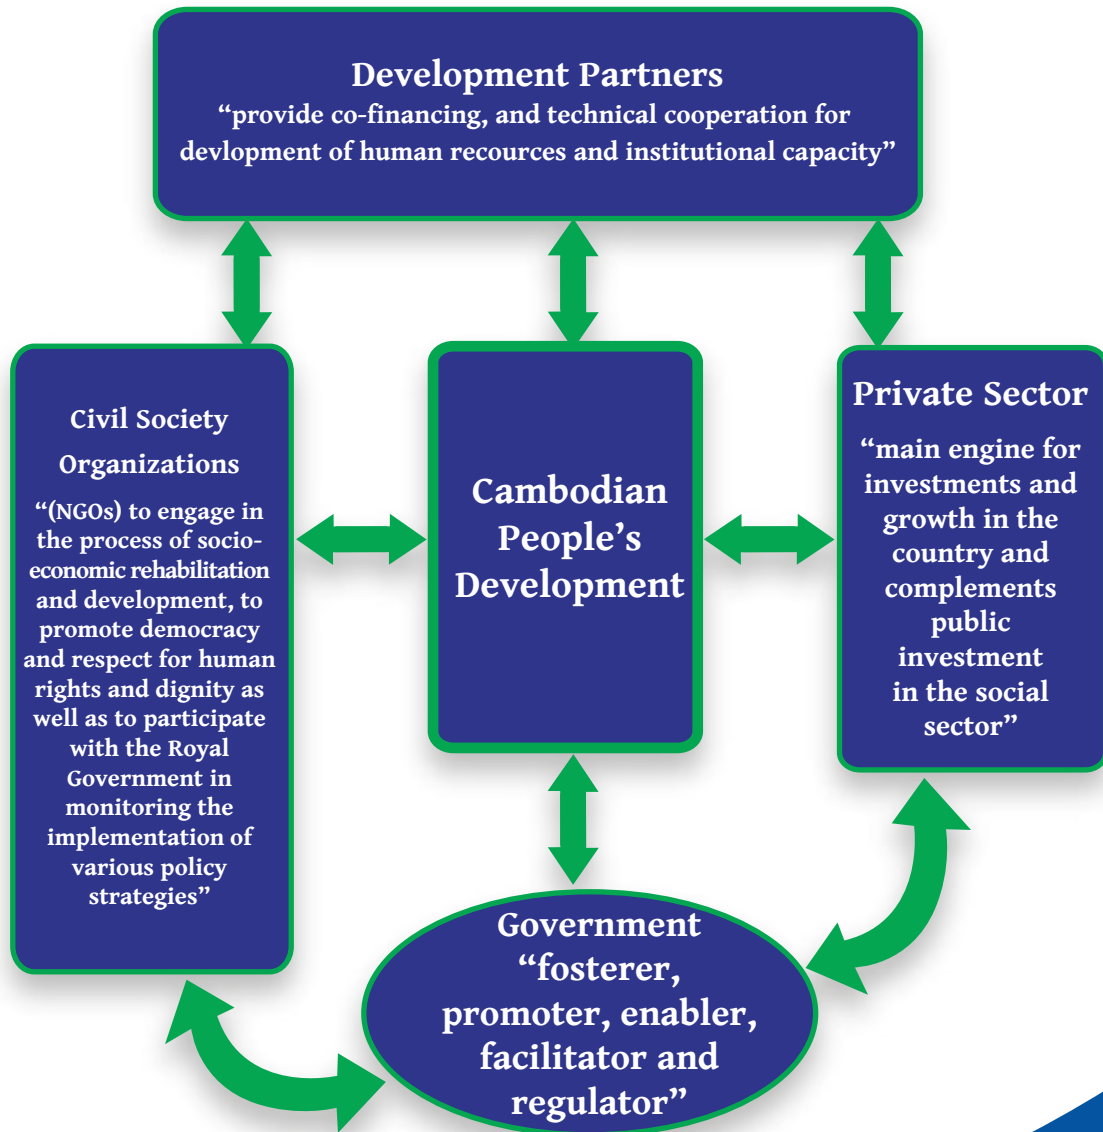 Development Partners
“provide co-financing, and technical cooperation for
devlopment of human recources and institutional capacity”
Civil Society
Organizations
“(NGOs) to engage in
the process of socio-
economic rehabilitation
and development, to
promote democracy
and respect for human
rights and dignity as
well as to participate
with the Royal
Government in
monitoring the
implementation of
various policy
strategies”
Cambodian
People’s
Development
Private Sector
“main engine for
investments and
growth in the
country and
complements
public
investment
in the social
sector”
Government
“fosterer,
promoter, enabler,
facilitator and
regulator”